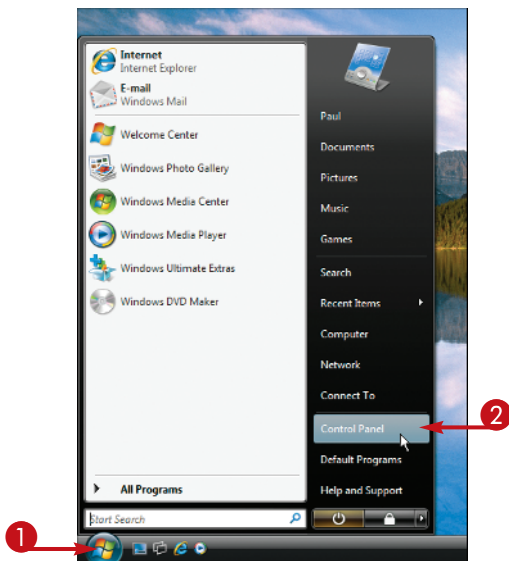 Internet
Internet Explorer
E-mail
Windows Mail
Welcome Center
Windows Photo Gallery
Windows Media Center
Windows Media Player
Windows Ultimate Extras
Windows DVD Maker
All Programs
Start Search
Paul
Documents
Pictures
Music
Games
Search
Recent Items
Computer
Network
Connect To
Control Panel
Default Programs
Help and Support
1
2